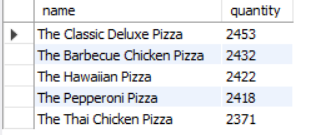 name quantity
The Classic Deluxe Pizza 2453
The Barbecue Chicken Pizza 2432
The Hawaiian Pizza 2422
The Pepperoni Pizza 2418
The Thai Chicken Pizza 2371